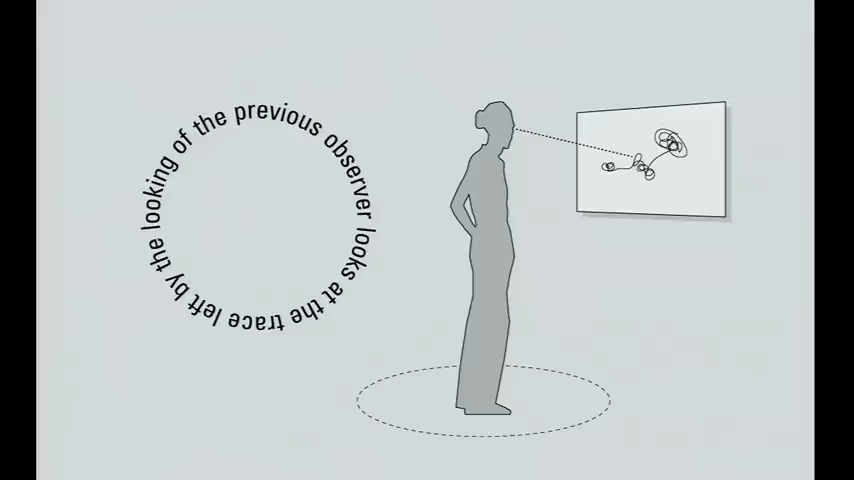 observer looks at the trace left by the looking of the previous